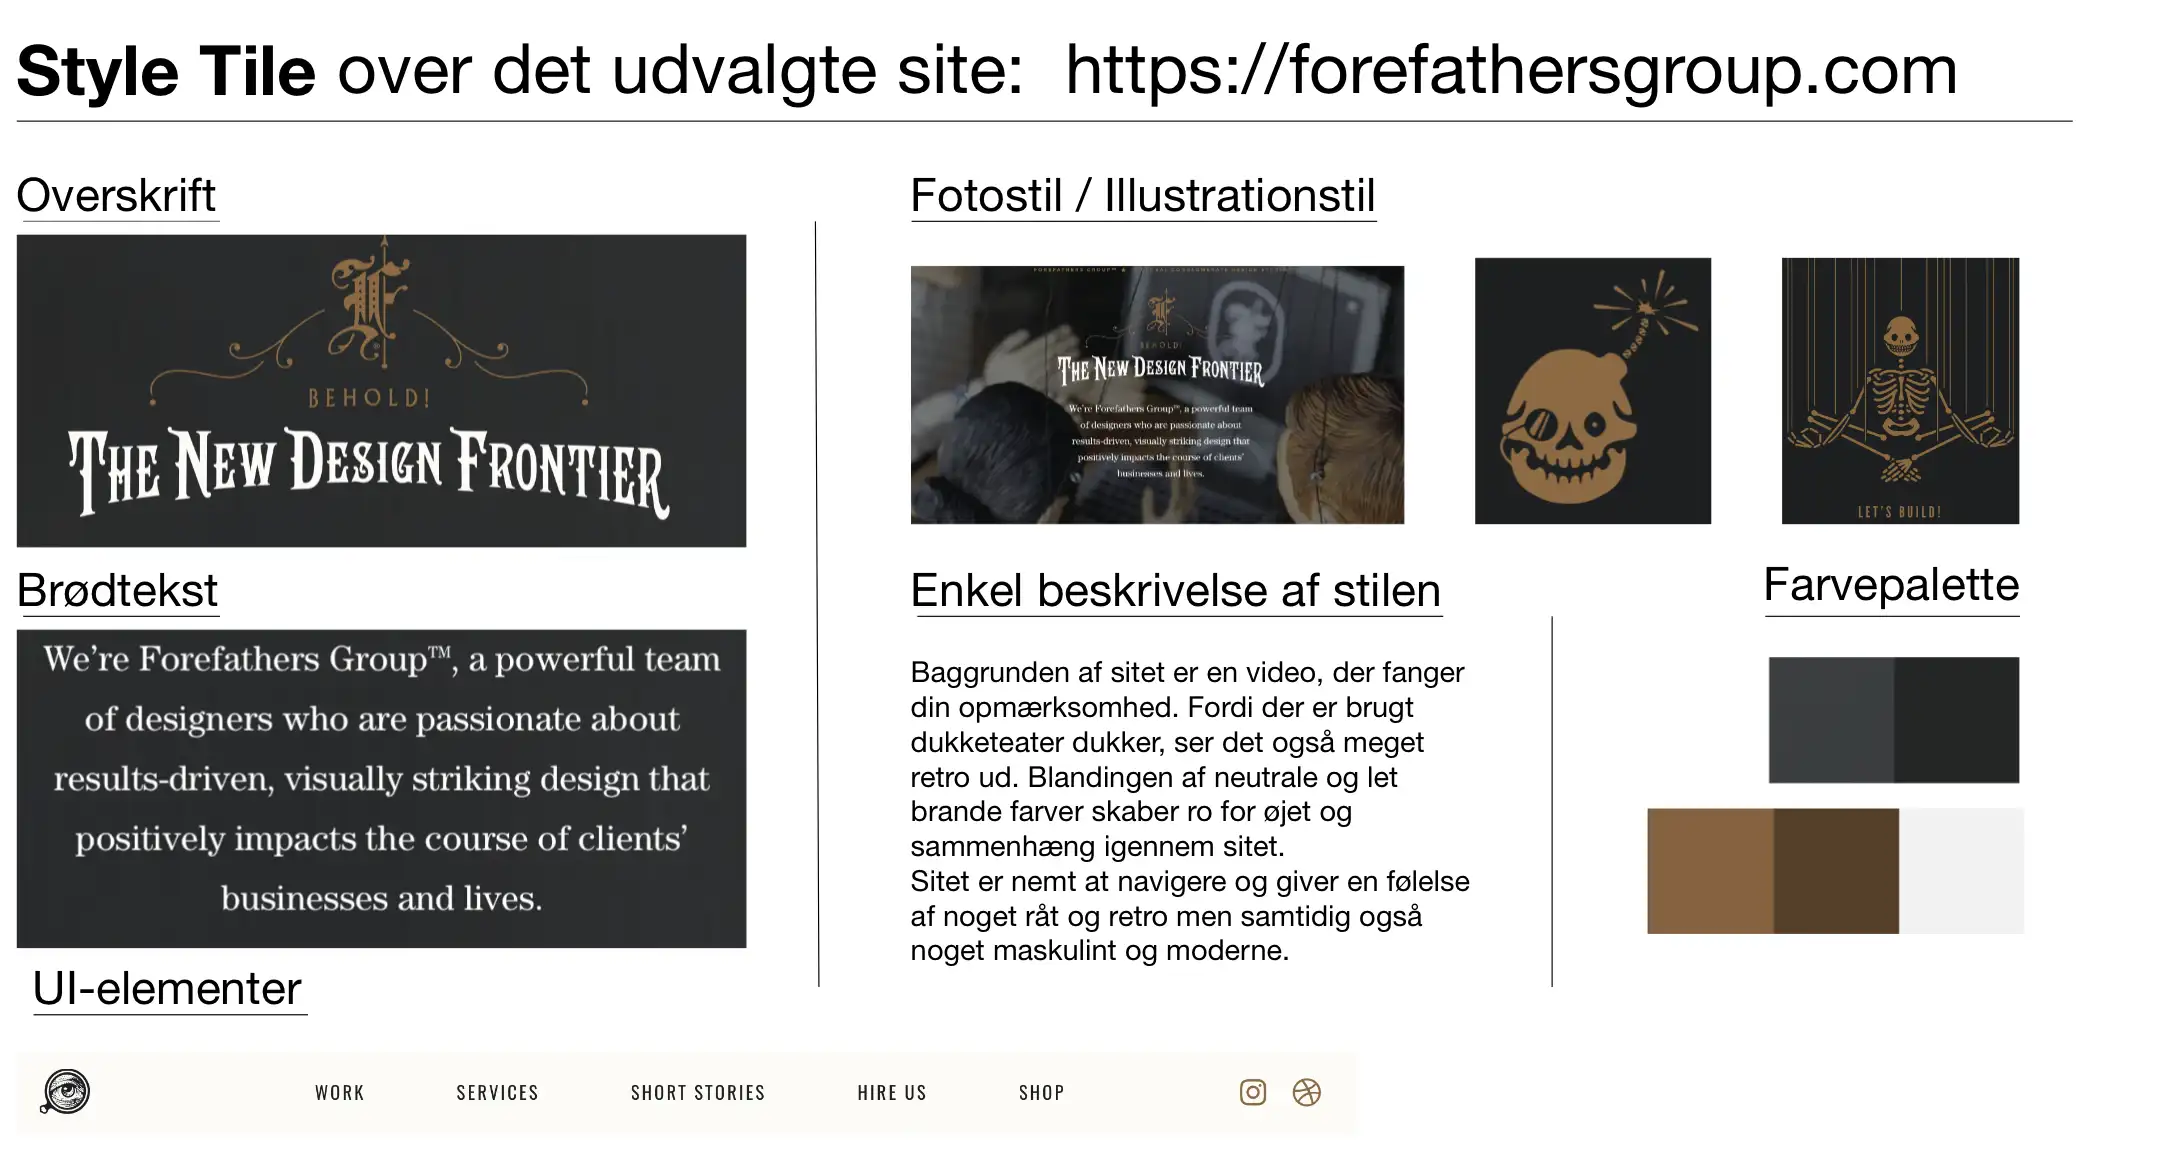 Style Tile over det udvalgte site: https://forefathersgroup.com
Overskrift
BEHOLD!
THE NEW DESIGN FRONTIER
Brødtekst
We're Forefathers Group™, a powerful team
of designers who are passionate about
results-driven, visually striking design that
positively impacts the course of clients'
businesses and lives.
UI-elementer
WORK
SERVICES
SHORT STORIES
HIRE US
SHOP
Fotostil / Illustrationstil
BEHOLD!
THE NEW DESIGN FRONTIER
We're Forefathers Group™, a powerful team
of designers who are passionate about
results-driven, visually striking design that
positively impacts the course of clients'
businesses and lives.
LET'S BUILD!
Enkel beskrivelse af stilen
Baggrunden af sitet er en video, der fanger
din opmærksomhed. Fordi der er brugt
dukketeater dukker, ser det også meget
retro ud. Blandingen af neutrale og let
brande farver skaber ro for øjet og
sammenhæng igennem sitet.
Sitet er nemt at navigere og giver en følelse
af noget råt og retro men samtidig også
noget maskulint og moderne.
Farvepalette